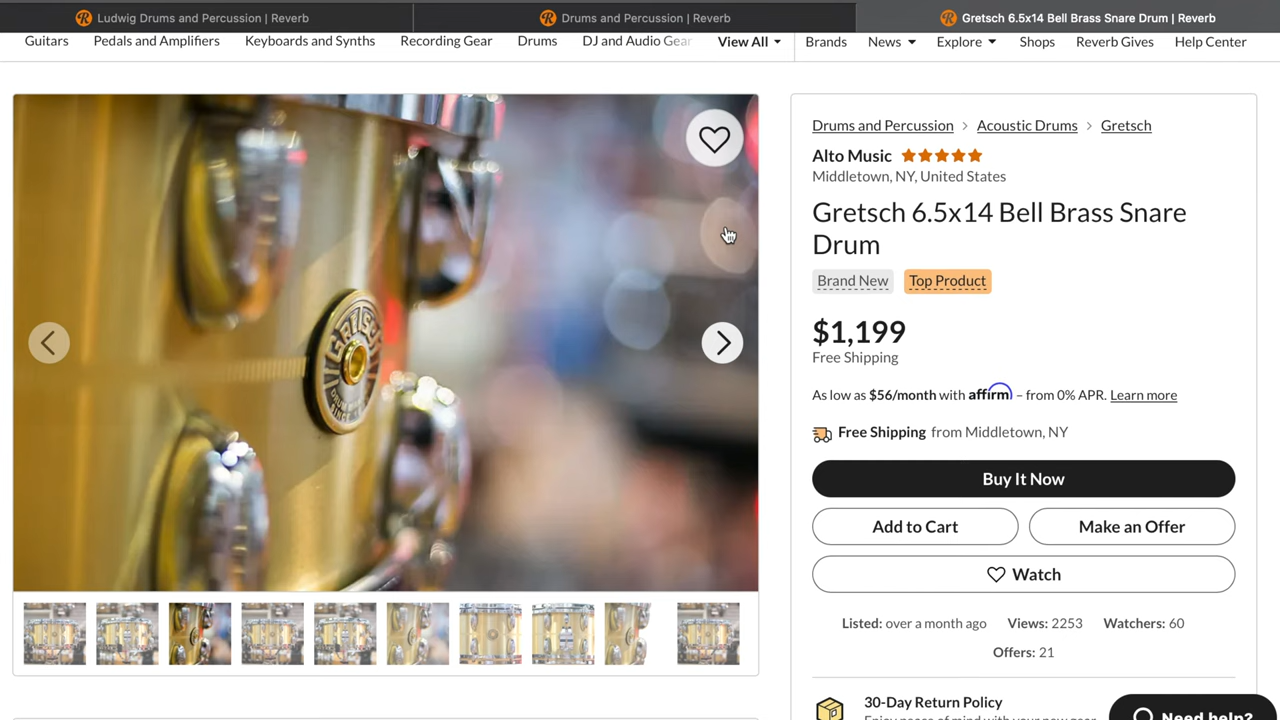 Ludwig Drums and Percussion | Reverb
Drums and Percussion | Reverb
Gretsch 6.5x14 Bell Brass Snare Drum | Reverb
Guitars
Pedals and Amplifiers
Keyboards and Synths
Recording Gear
Drums
DJ and Audio Gear
View All
Brands
News
Explore
Shops
Reverb Gives
Help Center
GRETSCH
Drums and Percussion > Acoustic Drums > Gretsch
Alto Music
Middletown, NY, United States
Gretsch 6.5x14 Bell Brass Snare
Drum
Brand New
Top Product
$1,199
Free Shipping
As low as $56/month with affirm – from 0% APR. Learn more
Free Shipping from Middletown, NY
Buy It Now
Add to Cart
Make an Offer
Watch
Listed: over a month ago Views: 2253 Watchers: 60
Offers: 21
30-Day Return Policy
Need help?